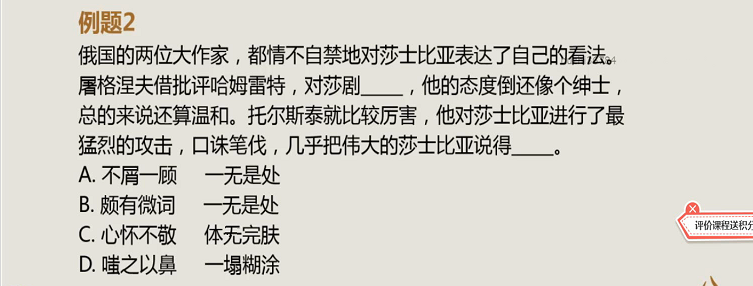 例题2
俄国的两位大作家，都情不自禁地对莎士比亚表达了自己的看法。
屠格涅夫借批评哈姆雷特，对莎剧____，他的态度倒还像个绅士，
总的来说还算温和。托尔斯泰就比较厉害，他对莎士比亚进行了最
猛烈的攻击，口诛笔伐，几乎把伟大的莎士比亚说得____。
A. 不屑一顾 一无是处
B. 颇有微词 一无是处
C. 心怀不敬 体无完肤
D. 嗤之以鼻 一塌糊涂
评价课程送积分